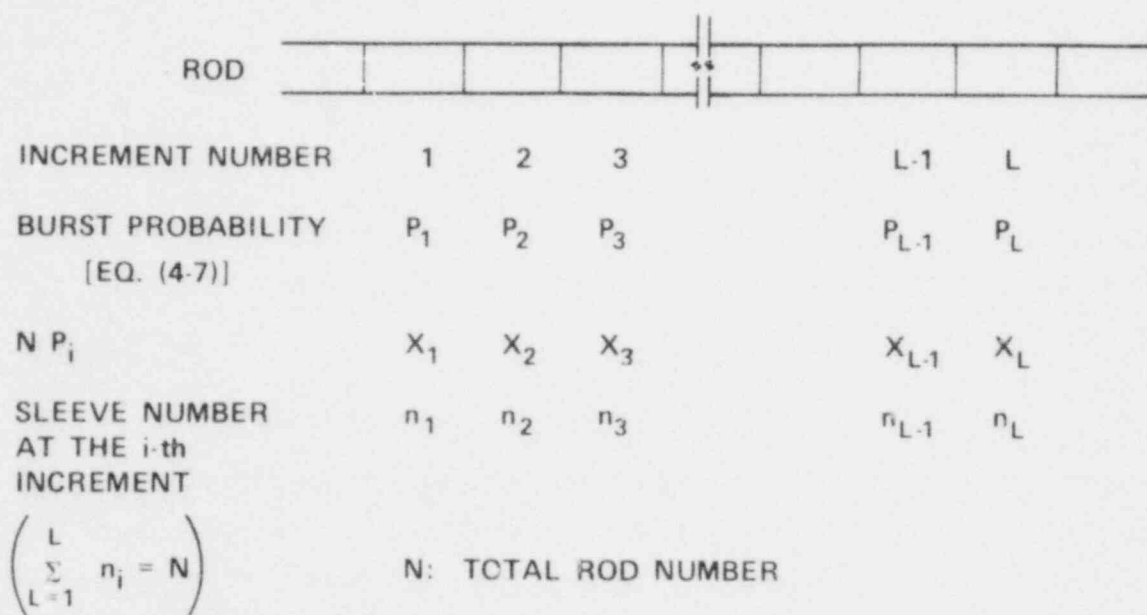 ROD
INCREMENT NUMBER 1 2 3 L-1 L
BURST PROBABILITY P1 P2 P3 PL-1 PL
[EQ. (4-7)]
N Pi X1 X2 X3 XL-1 XL
SLEEVE NUMBER n1 n2 n3 nL-1 nL
AT THE i-th
INCREMENT
( L Σ L=1 ni = N ) N: TOTAL ROD NUMBER